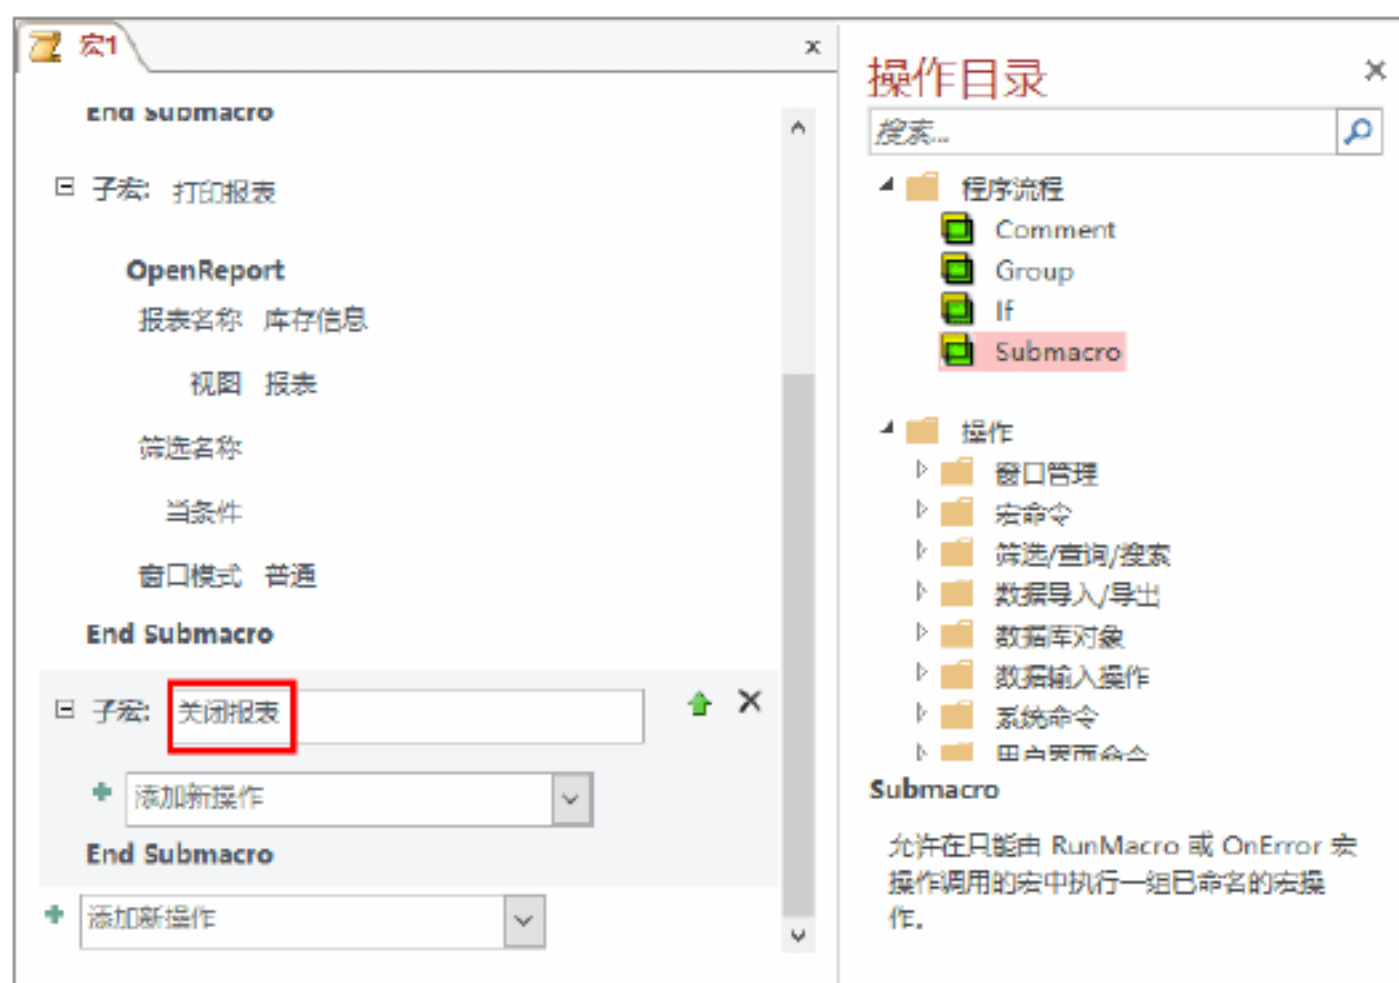 宏1
End Submacro
子宏: 打印报表
OpenReport
报表名称 库存信息
视图 报表
筛选名称
当条件
窗口模式 普通
End Submacro
子宏: 关闭报表
添加新操作
End Submacro
添加新操作
操作目录
搜索...
程序流程
Comment
Group
If
Submacro
操作
窗口管理
宏命令
筛选/查询/搜索
数据导入/导出
数据库对象
数据输入操作
系统命令
用户界面命令
Submacro
允许在只能由 RunMacro 或 OnError 宏
操作调用的宏中执行一组已命名的宏操
作。